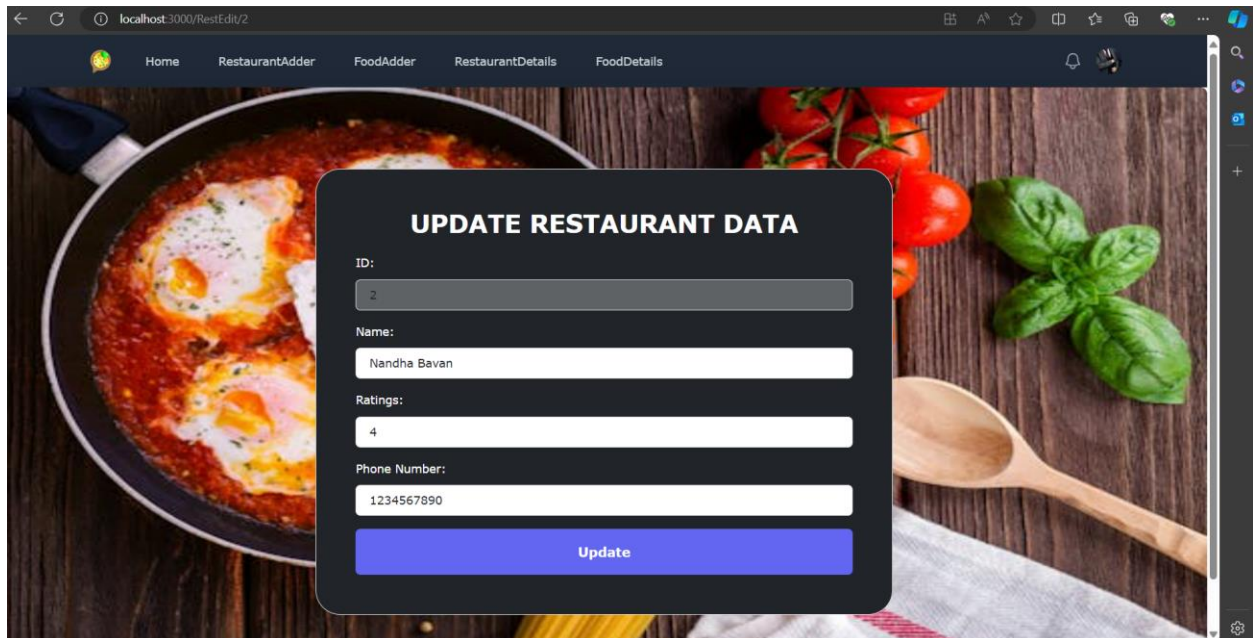 localhost:3000/RestEdit/2
Home RestaurantAdder FoodAdder RestaurantDetails FoodDetails
UPDATE RESTAURANT DATA
ID:
2
Name:
Nandha Bavan
Ratings:
4
Phone Number:
1234567890
Update